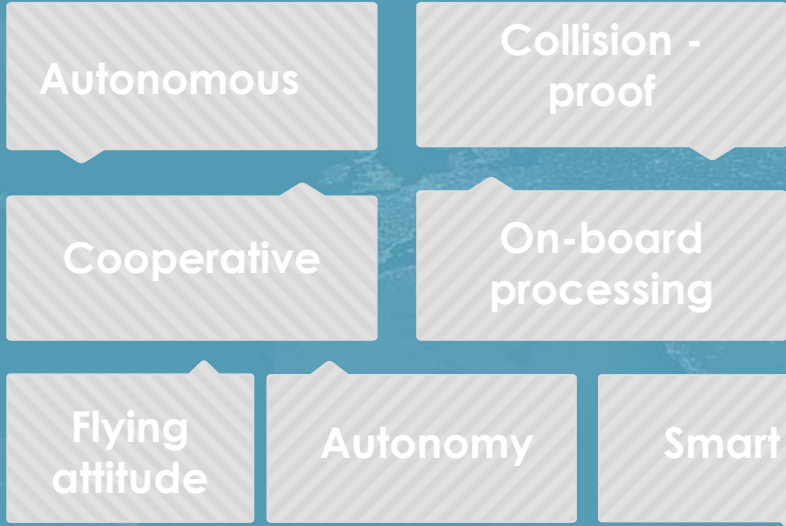 Autonomous
Collision -
proof
Cooperative
On-board
processing
Flying
attitude
Autonomy
Smart